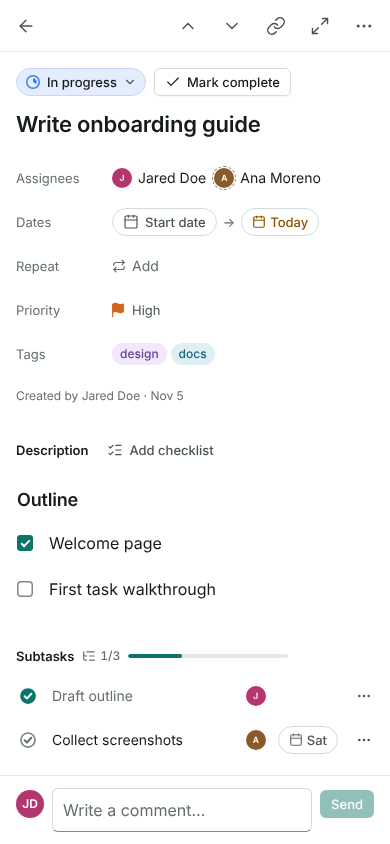 In progress
Mark complete
Write onboarding guide
Assignees J Jared Doe A Ana Moreno
Dates Start date → Today
Repeat Add
Priority High
Tags design docs
Created by Jared Doe · Nov 5
Description Add checklist
Outline
Welcome page
First task walkthrough
Subtasks 1/3
Draft outline J
Collect screenshots A Sat
JD Write a comment... Send